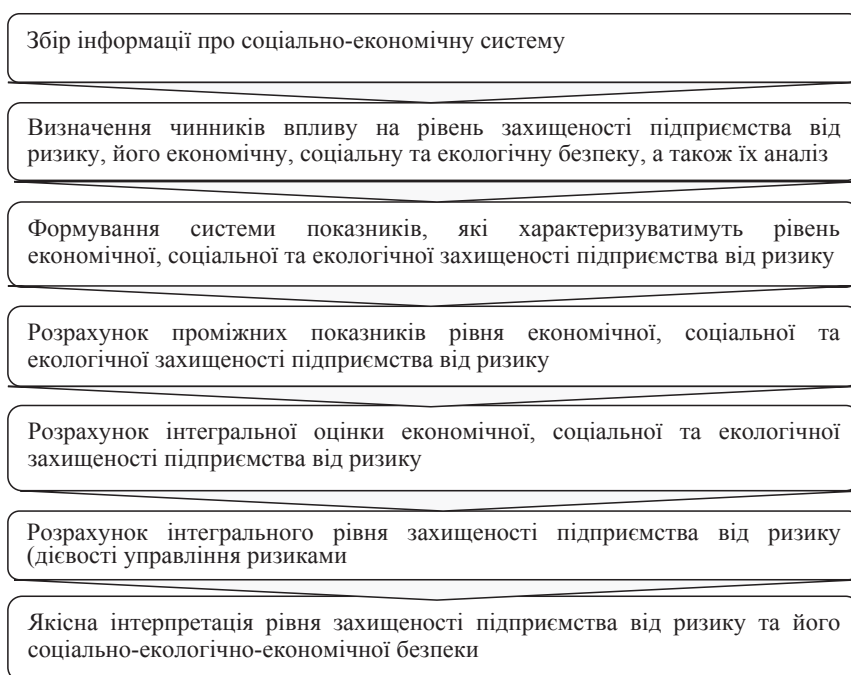 Збір інформації про соціально-економічну систему
Визначення чинників впливу на рівень захищеності підприємства від
ризику, його економічну, соціальну та екологічну безпеку, а також їх аналіз
Формування системи показників, які характеризуватимуть рівень
економічної, соціальної та екологічної захищеності підприємства від ризику
Розрахунок проміжних показників рівня економічної, соціальної та
екологічної захищеності підприємства від ризику
Розрахунок інтегральної оцінки економічної, соціальної та екологічної
захищеності підприємства від ризику
Розрахунок інтегрального рівня захищеності підприємства від ризику
(дієвості управління ризиками
Якісна інтерпретація рівня захищеності підприємства від ризику та його
соціально-екологічно-економічної безпеки